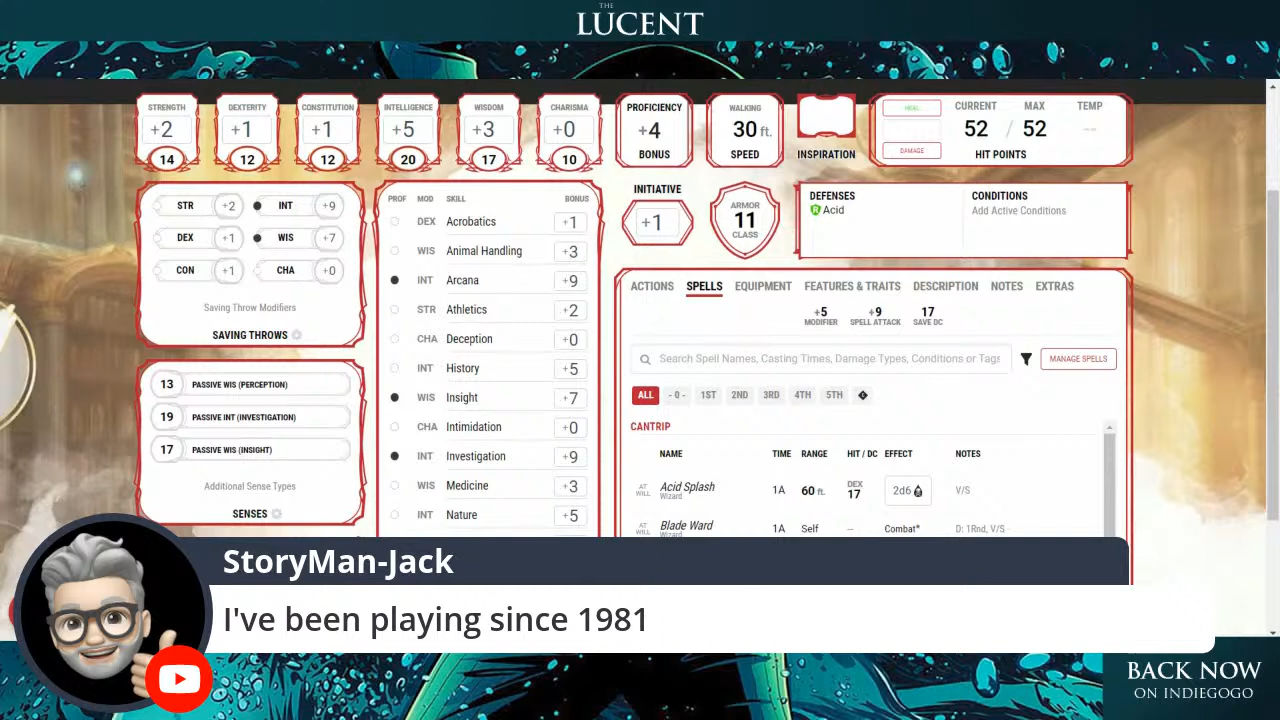 THE
LUCENT
STRENGTH
+2
14
DEXTERITY
+1
12
CONSTITUTION
+1
12
INTELLIGENCE
+5
20
WISDOM
+3
17
CHARISMA
+0
10
PROFICIENCY
+4
BONUS
WALKING
30 ft.
SPEED
INSPIRATION
HEAL
DAMAGE
CURRENT MAX TEMP
52 / 52 --
HIT POINTS
STR +2 INT +9
DEX +1 WIS +7
CON +1 CHA +0
Saving Throw Modifiers
SAVING THROWS
13 PASSIVE WIS (PERCEPTION)
19 PASSIVE INT (INVESTIGATION)
17 PASSIVE WIS (INSIGHT)
Additional Sense Types
SENSES
PROF MOD SKILL BONUS
DEX Acrobatics +1
WIS Animal Handling +3
INT Arcana +9
STR Athletics +2
CHA Deception +0
INT History +5
WIS Insight +7
CHA Intimidation +0
INT Investigation +9
WIS Medicine +3
INT Nature +5
INITIATIVE
+1
ARMOR
11
CLASS
DEFENSES
R Acid
CONDITIONS
Add Active Conditions
ACTIONS SPELLS EQUIPMENT FEATURES & TRAITS DESCRIPTION NOTES EXTRAS
+5 +9 17
MODIFIER SPELL ATTACK SAVE DC
Search Spell Names, Casting Times, Damage Types, Conditions or Tags
MANAGE SPELLS
ALL - 0 - 1ST 2ND 3RD 4TH 5TH
CANTRIP
NAME TIME RANGE HIT / DC EFFECT NOTES
AT WILL Acid Splash 1A 60 ft. DEX 17 2d6 V/S
Wizard
AT WILL Blade Ward 1A Self -- Combat* D: 1Rnd, V/S
Wizard
StoryMan-Jack
I've been playing since 1981
BACK NOW
ON INDIEGOGO